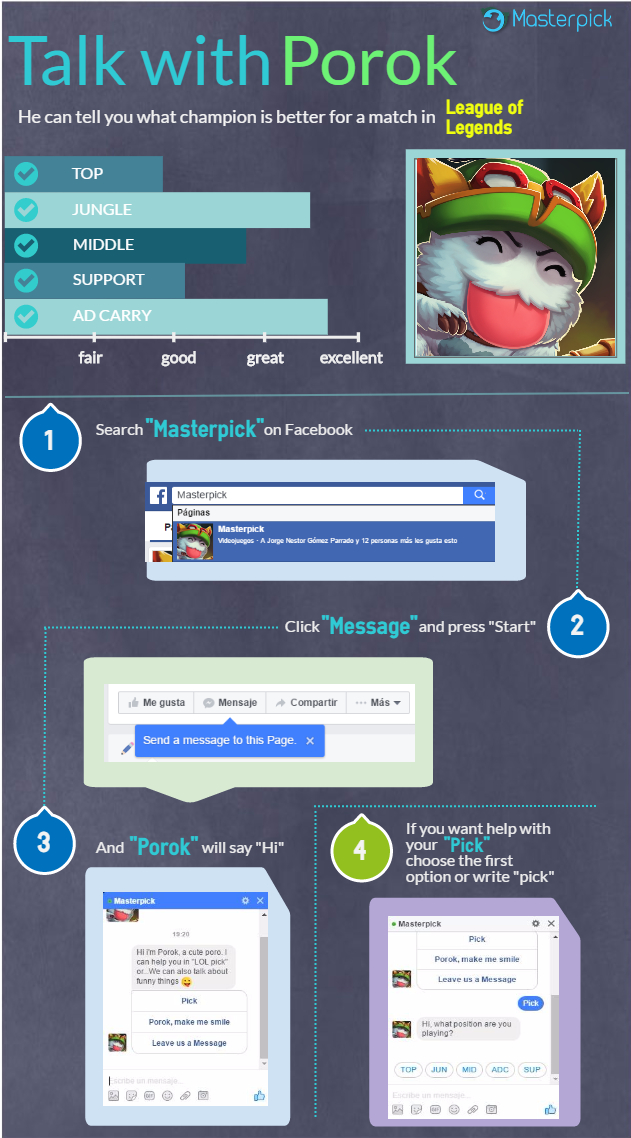 Masterpick
Talk with Porok
He can tell you what champion is better for a match in League of
Legends
TOP
JUNGLE
MIDDLE
SUPPORT
AD CARRY
fair good great excellent
1
Search "Masterpick" on Facebook
Masterpick
Páginas
Masterpick
Videojuegos - A Jorge Nestor Gómez Parrado y 12 personas más les gusta esto
2
Click "Message" and press "Start"
Me gusta Mensaje Compartir Más
Send a message to this Page.
3
And "Porok" will say "Hi"
Masterpick
19:20
Hi i'm Porok, a cute poro. I
can help you in "LOL pick"
or...We can also talk about
funny things
Pick
Porok, make me smile
Leave us a Message
Escribe un mensaje...
GIF
4
If you want help with
your "Pick"
choose the first
option or write "pick"
Masterpick
Pick
Porok, make me smile
Leave us a Message
Pick
Hi, what position are you
playing?
TOP JUN MID ADC SUP
Escribe un mensaje...
GIF